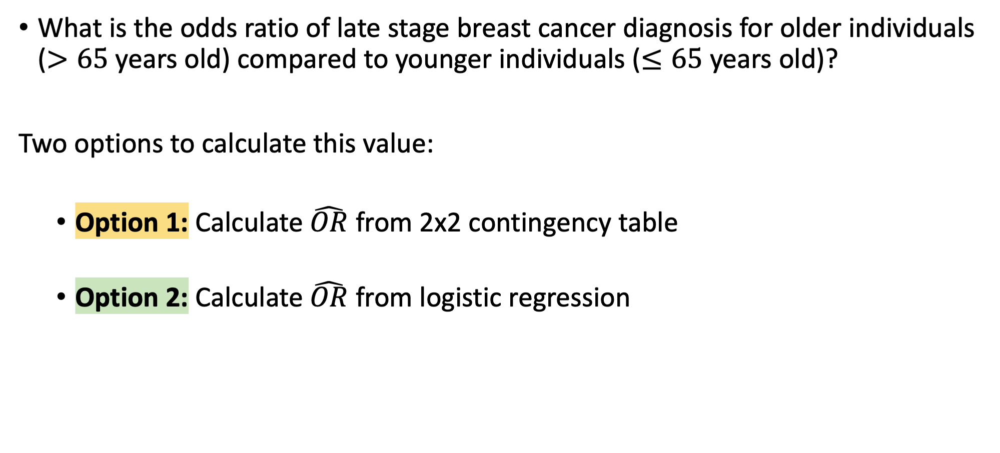 • What is the odds ratio of late stage breast cancer diagnosis for older individuals
(> 65 years old) compared to younger individuals (≤ 65 years old)?
Two options to calculate this value:
• Option 1: Calculate \widehat{OR} from 2x2 contingency table
• Option 2: Calculate \widehat{OR} from logistic regression